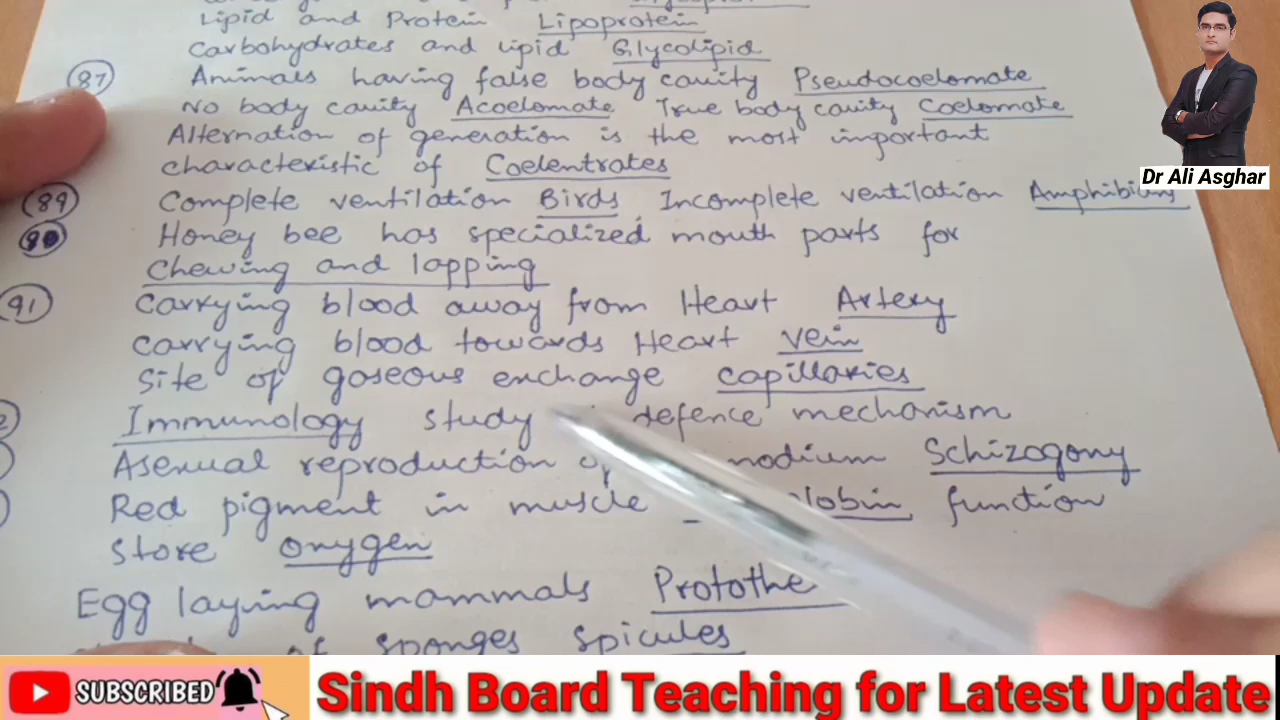 Lipid and Protein Lipoprotein
Carbohydrates and Lipid Glycolipid
87 Animals having false body cavity Pseudocoelomate
No body cavity Acoelomate True body cavity Coelomate
Alternation of generation is the most important
characteristic of Coelentrates
89 Complete ventilation Birds, Incomplete ventilation Amphibians
90 Honey bee has specialized mouth parts for
chewing and lapping
91 Carrying blood away from Heart Artery
Carrying blood towards Heart vein
Site of gaseous exchange capillaries
Immunology study defence mechanism
Asexual reproduction nodium Schizogony
Red pigment in muscle lobin function
store oxygen
Egg laying mammals Protothe
of sponges spicules
Dr Ali Asghar
SUBSCRIBED
Sindh Board Teaching for Latest Update